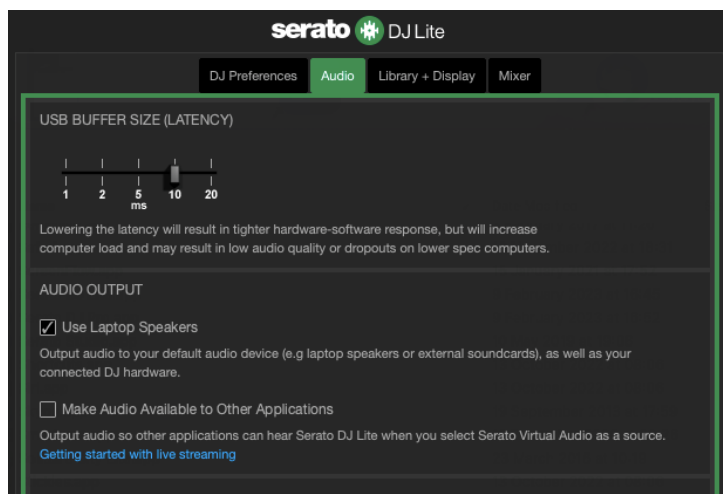 serato DJ Lite
DJ Preferences Audio Library + Display Mixer
USB BUFFER SIZE (LATENCY)
1 2 5 10 20
ms
Lowering the latency will result in tighter hardware-software response, but will increase
computer load and may result in low audio quality or dropouts on lower spec computers.
AUDIO OUTPUT
Use Laptop Speakers
Output audio to your default audio device (e.g laptop speakers or external soundcards), as well as your
connected DJ hardware.
Make Audio Available to Other Applications
Output audio so other applications can hear Serato DJ Lite when you select Serato Virtual Audio as a source.
Getting started with live streaming